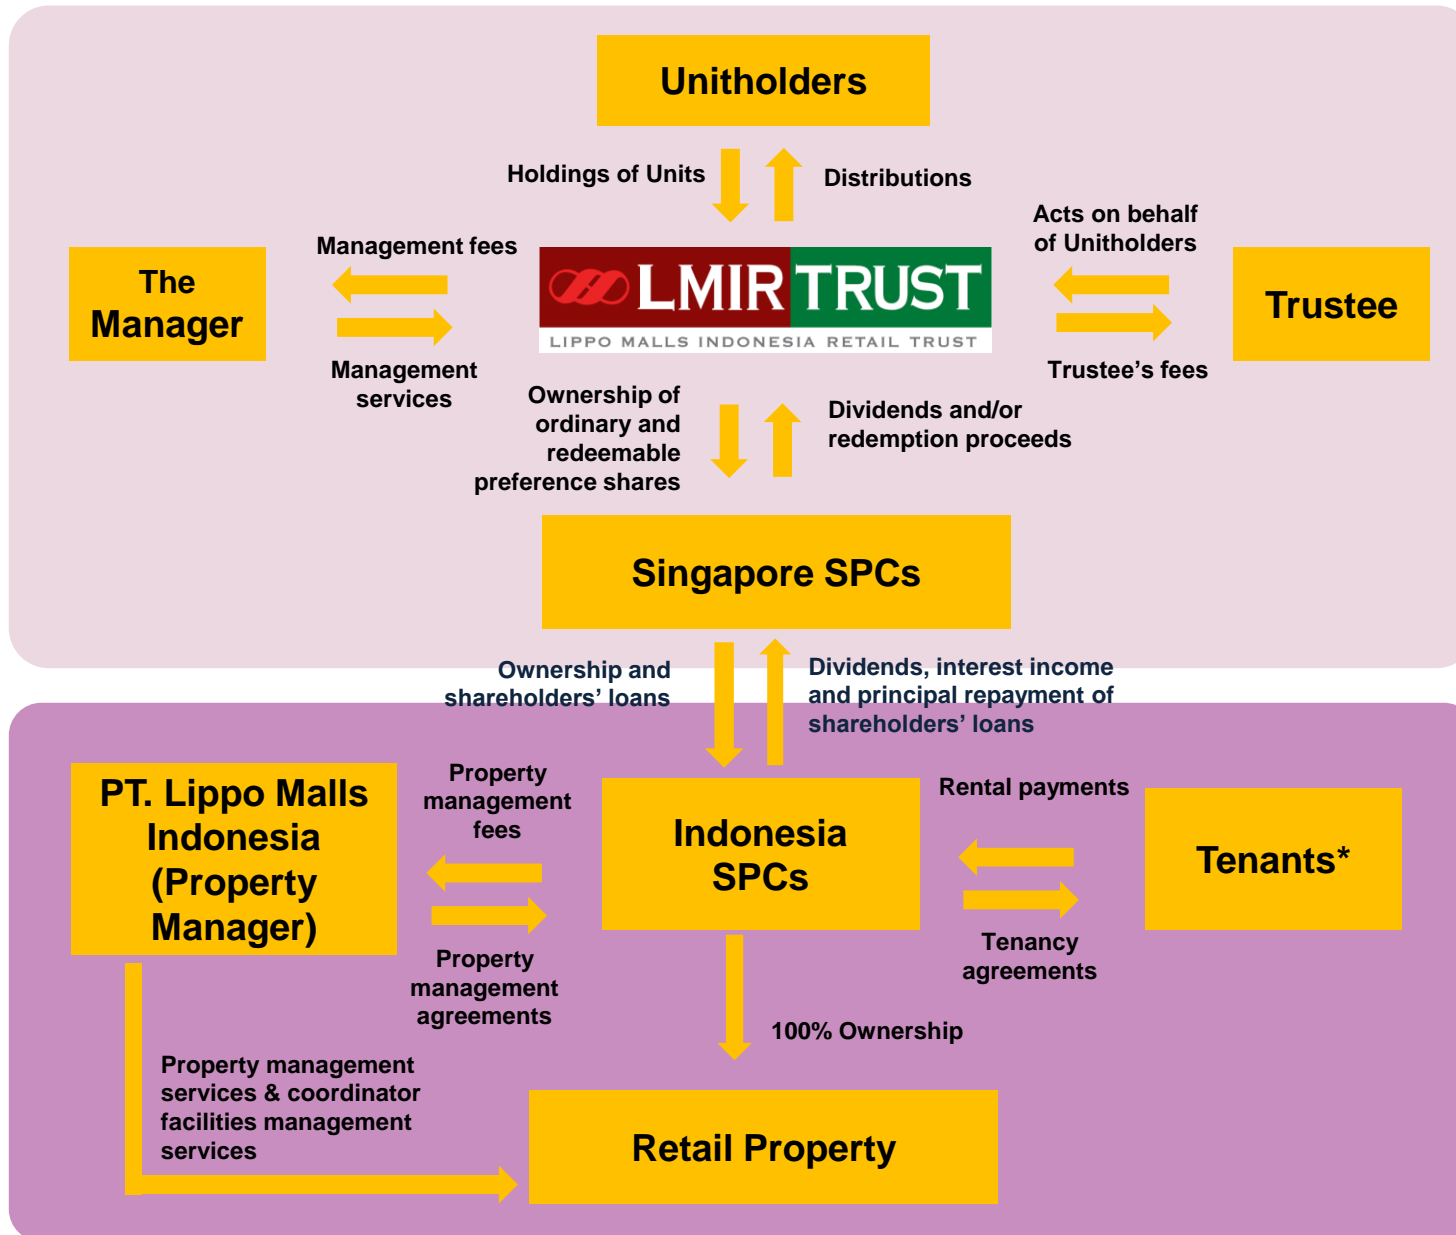 Unitholders
Holdings of Units
Distributions
Management fees
The
Manager
Management
services
LMIR TRUST
LIPPO MALLS INDONESIA RETAIL TRUST
Acts on behalf
of Unitholders
Trustee
Trustee’s fees
Ownership of
ordinary and
redeemable
preference shares
Dividends and/or
redemption proceeds
Singapore SPCs
Ownership and
shareholders’ loans
Dividends, interest income
and principal repayment of
shareholders’ loans
PT. Lippo Malls
Indonesia
(Property
Manager)
Property
management
fees
Property
management
agreements
Indonesia
SPCs
Rental payments
Tenants*
Tenancy
agreements
100% Ownership
Property management
services & coordinator
facilities management
services
Retail Property